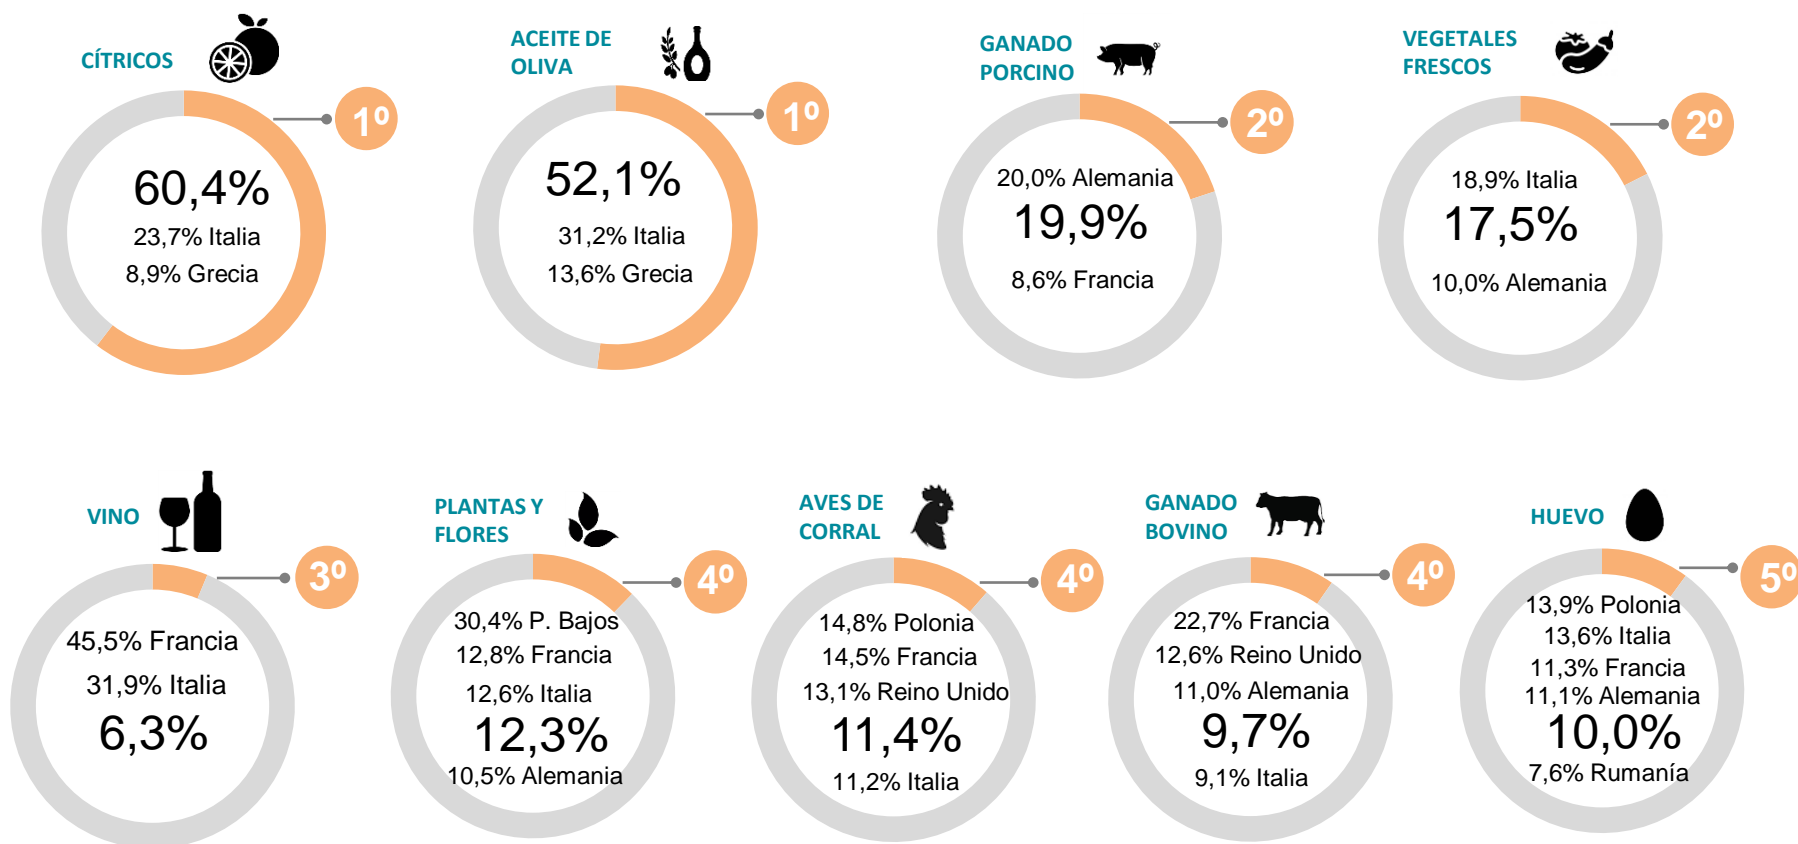 CÍTRICOS
1º
60,4%
23,7% Italia
8,9% Grecia
ACEITE DE
OLIVA
1º
52,1%
31,2% Italia
13,6% Grecia
GANADO
PORCINO
2º
20,0% Alemania
19,9%
8,6% Francia
VEGETALES
FRESCOS
2º
18,9% Italia
17,5%
10,0% Alemania
VINO
3º
45,5% Francia
31,9% Italia
6,3%
PLANTAS Y
FLORES
4º
30,4% P. Bajos
12,8% Francia
12,6% Italia
12,3%
10,5% Alemania
AVES DE
CORRAL
4º
14,8% Polonia
14,5% Francia
13,1% Reino Unido
11,4%
11,2% Italia
GANADO
BOVINO
4º
22,7% Francia
12,6% Reino Unido
11,0% Alemania
9,7%
9,1% Italia
HUEVO
5º
13,9% Polonia
13,6% Italia
11,3% Francia
11,1% Alemania
10,0%
7,6% Rumanía